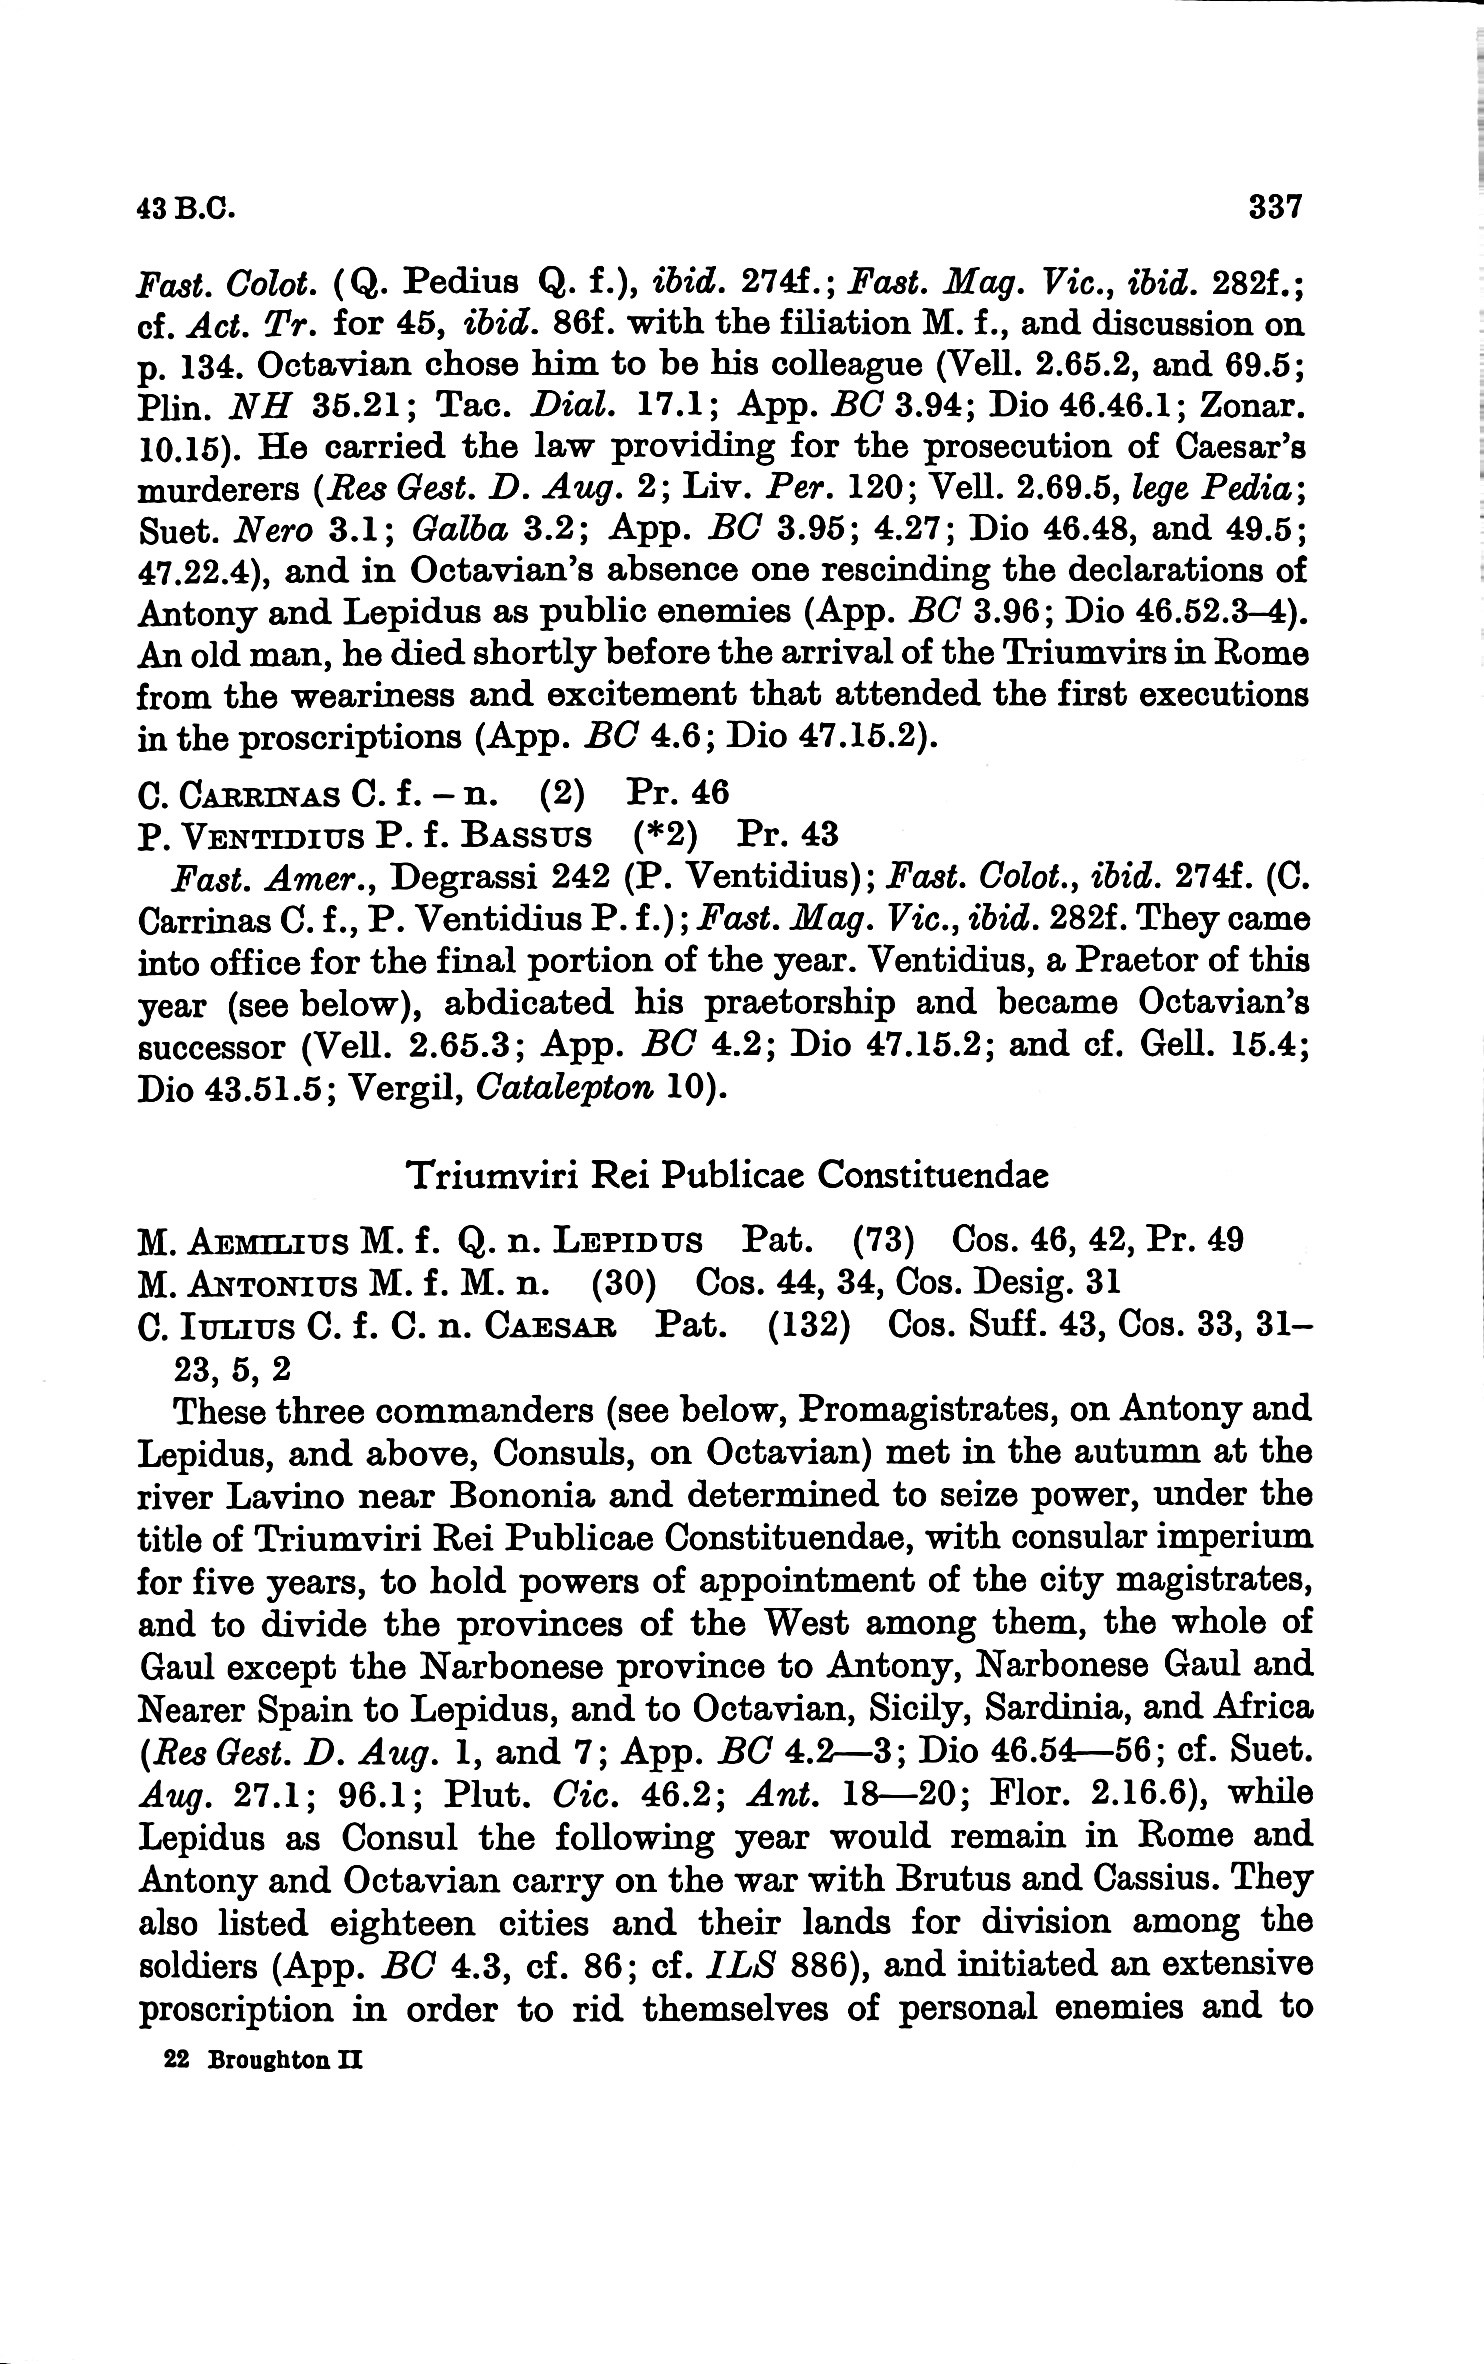 43 B.C. 337
Fast. Colot. (Q. Pedius Q. f.), ibid. 274f.; Fast. Mag. Vic., ibid. 282f.;
cf. Act. Tr. for 45, ibid. 86f. with the filiation M. f., and discussion on
p. 134. Octavian chose him to be his colleague (Vell. 2.65.2, and 69.5;
Plin. NH 35.21; Tac. Dial. 17.1; App. BC 3.94; Dio 46.46.1; Zonar.
10.15). He carried the law providing for the prosecution of Caesar's
murderers (Res Gest. D. Aug. 2; Liv. Per. 120; Vell. 2.69.5, lege Pedia;
Suet. Nero 3.1; Galba 3.2; App. BC 3.95; 4.27; Dio 46.48, and 49.5;
47.22.4), and in Octavian's absence one rescinding the declarations of
Antony and Lepidus as public enemies (App. BC 3.96; Dio 46.52.3–4).
An old man, he died shortly before the arrival of the Triumvirs in Rome
from the weariness and excitement that attended the first executions
in the proscriptions (App. BC 4.6; Dio 47.15.2).
C. CARRINAS C. f. – n. (2) Pr. 46
P. VENTIDIUS P. f. BASSUS (*2) Pr. 43
Fast. Amer., Degrassi 242 (P. Ventidius); Fast. Colot., ibid. 274f. (C.
Carrinas C. f., P. Ventidius P. f.); Fast. Mag. Vic., ibid. 282f. They came
into office for the final portion of the year. Ventidius, a Praetor of this
year (see below), abdicated his praetorship and became Octavian's
successor (Vell. 2.65.3; App. BC 4.2; Dio 47.15.2; and cf. Gell. 15.4;
Dio 43.51.5; Vergil, Catalepton 10).
Triumviri Rei Publicae Constituendae
M. AEMILIUS M. f. Q. n. LEPIDUS Pat. (73) Cos. 46, 42, Pr. 49
M. ANTONIUS M. f. M. n. (30) Cos. 44, 34, Cos. Desig. 31
C. IULIUS C. f. C. n. CAESAR Pat. (132) Cos. Suff. 43, Cos. 33, 31–
23, 5, 2
These three commanders (see below, Promagistrates, on Antony and
Lepidus, and above, Consuls, on Octavian) met in the autumn at the
river Lavino near Bononia and determined to seize power, under the
title of Triumviri Rei Publicae Constituendae, with consular imperium
for five years, to hold powers of appointment of the city magistrates,
and to divide the provinces of the West among them, the whole of
Gaul except the Narbonese province to Antony, Narbonese Gaul and
Nearer Spain to Lepidus, and to Octavian, Sicily, Sardinia, and Africa
(Res Gest. D. Aug. 1, and 7; App. BC 4.2—3; Dio 46.54—56; cf. Suet.
Aug. 27.1; 96.1; Plut. Cic. 46.2; Ant. 18—20; Flor. 2.16.6), while
Lepidus as Consul the following year would remain in Rome and
Antony and Octavian carry on the war with Brutus and Cassius. They
also listed eighteen cities and their lands for division among the
soldiers (App. BC 4.3, cf. 86; cf. ILS 886), and initiated an extensive
proscription in order to rid themselves of personal enemies and to
22 Broughton II